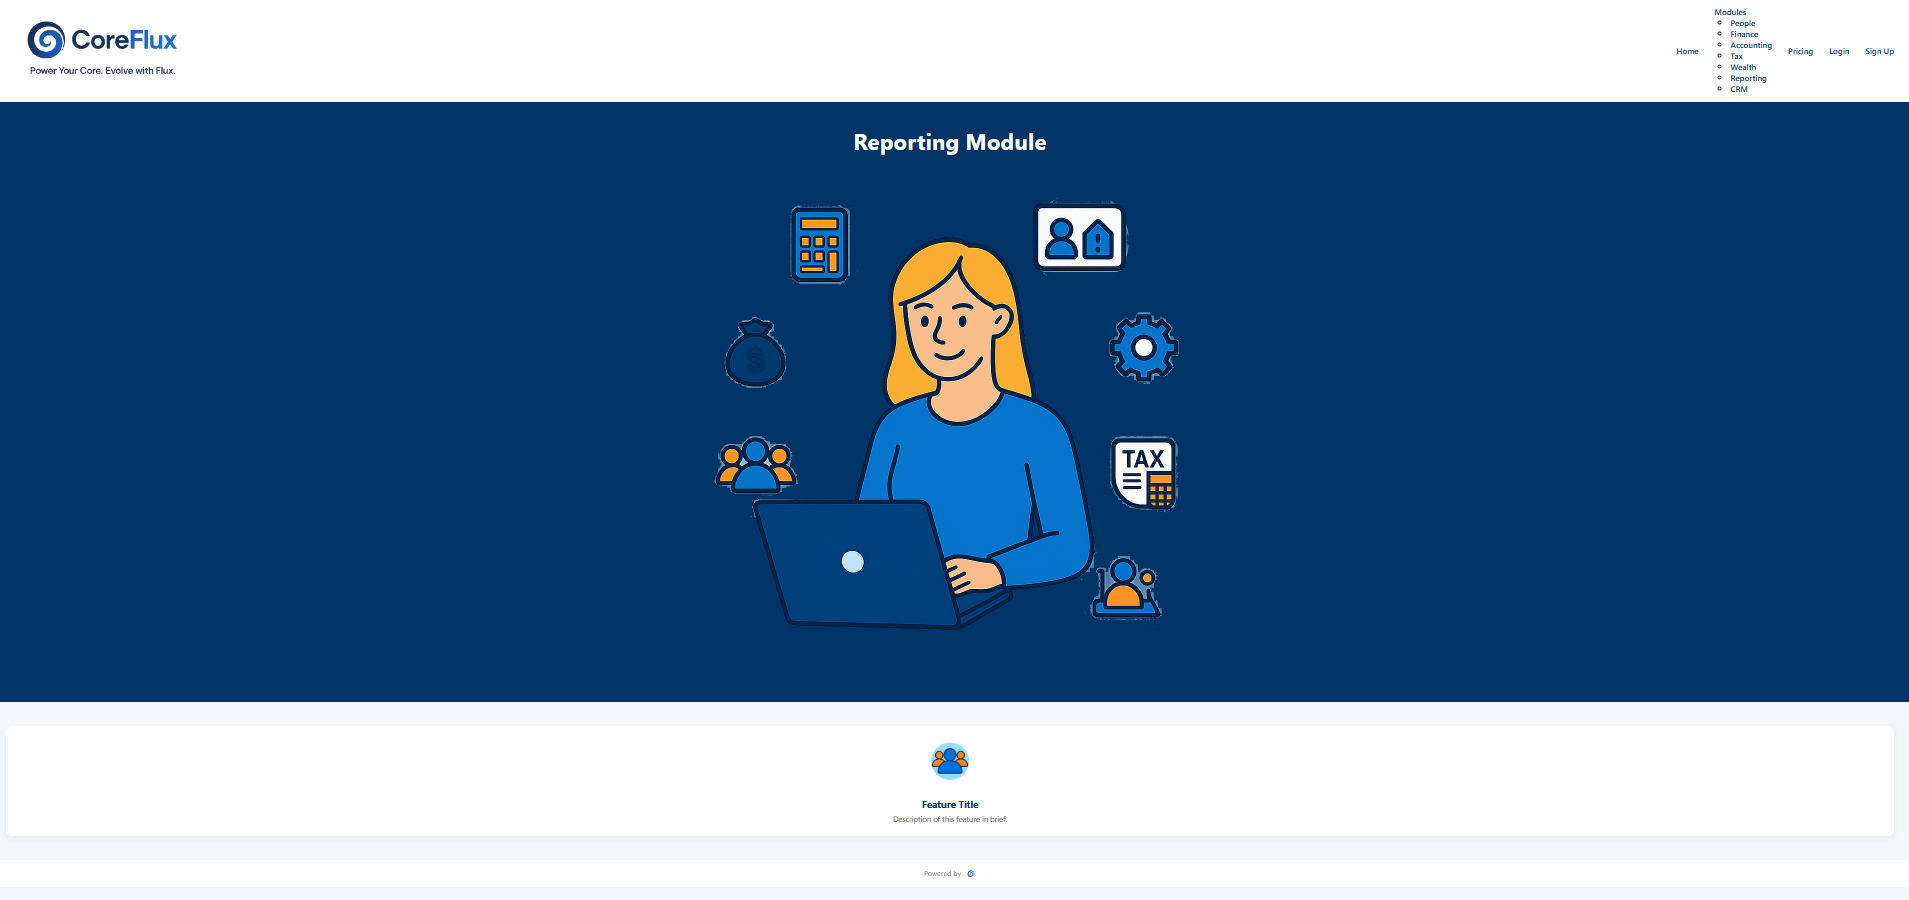 CoreFlux
Power Your Core. Evolve with Flux.
Home
Modules
People
Finance
Accounting
Tax
Wealth
Reporting
CRM
Pricing
Login
Sign Up
Reporting Module
$
TAX
Feature Title
Description of this feature in brief.
Powered by